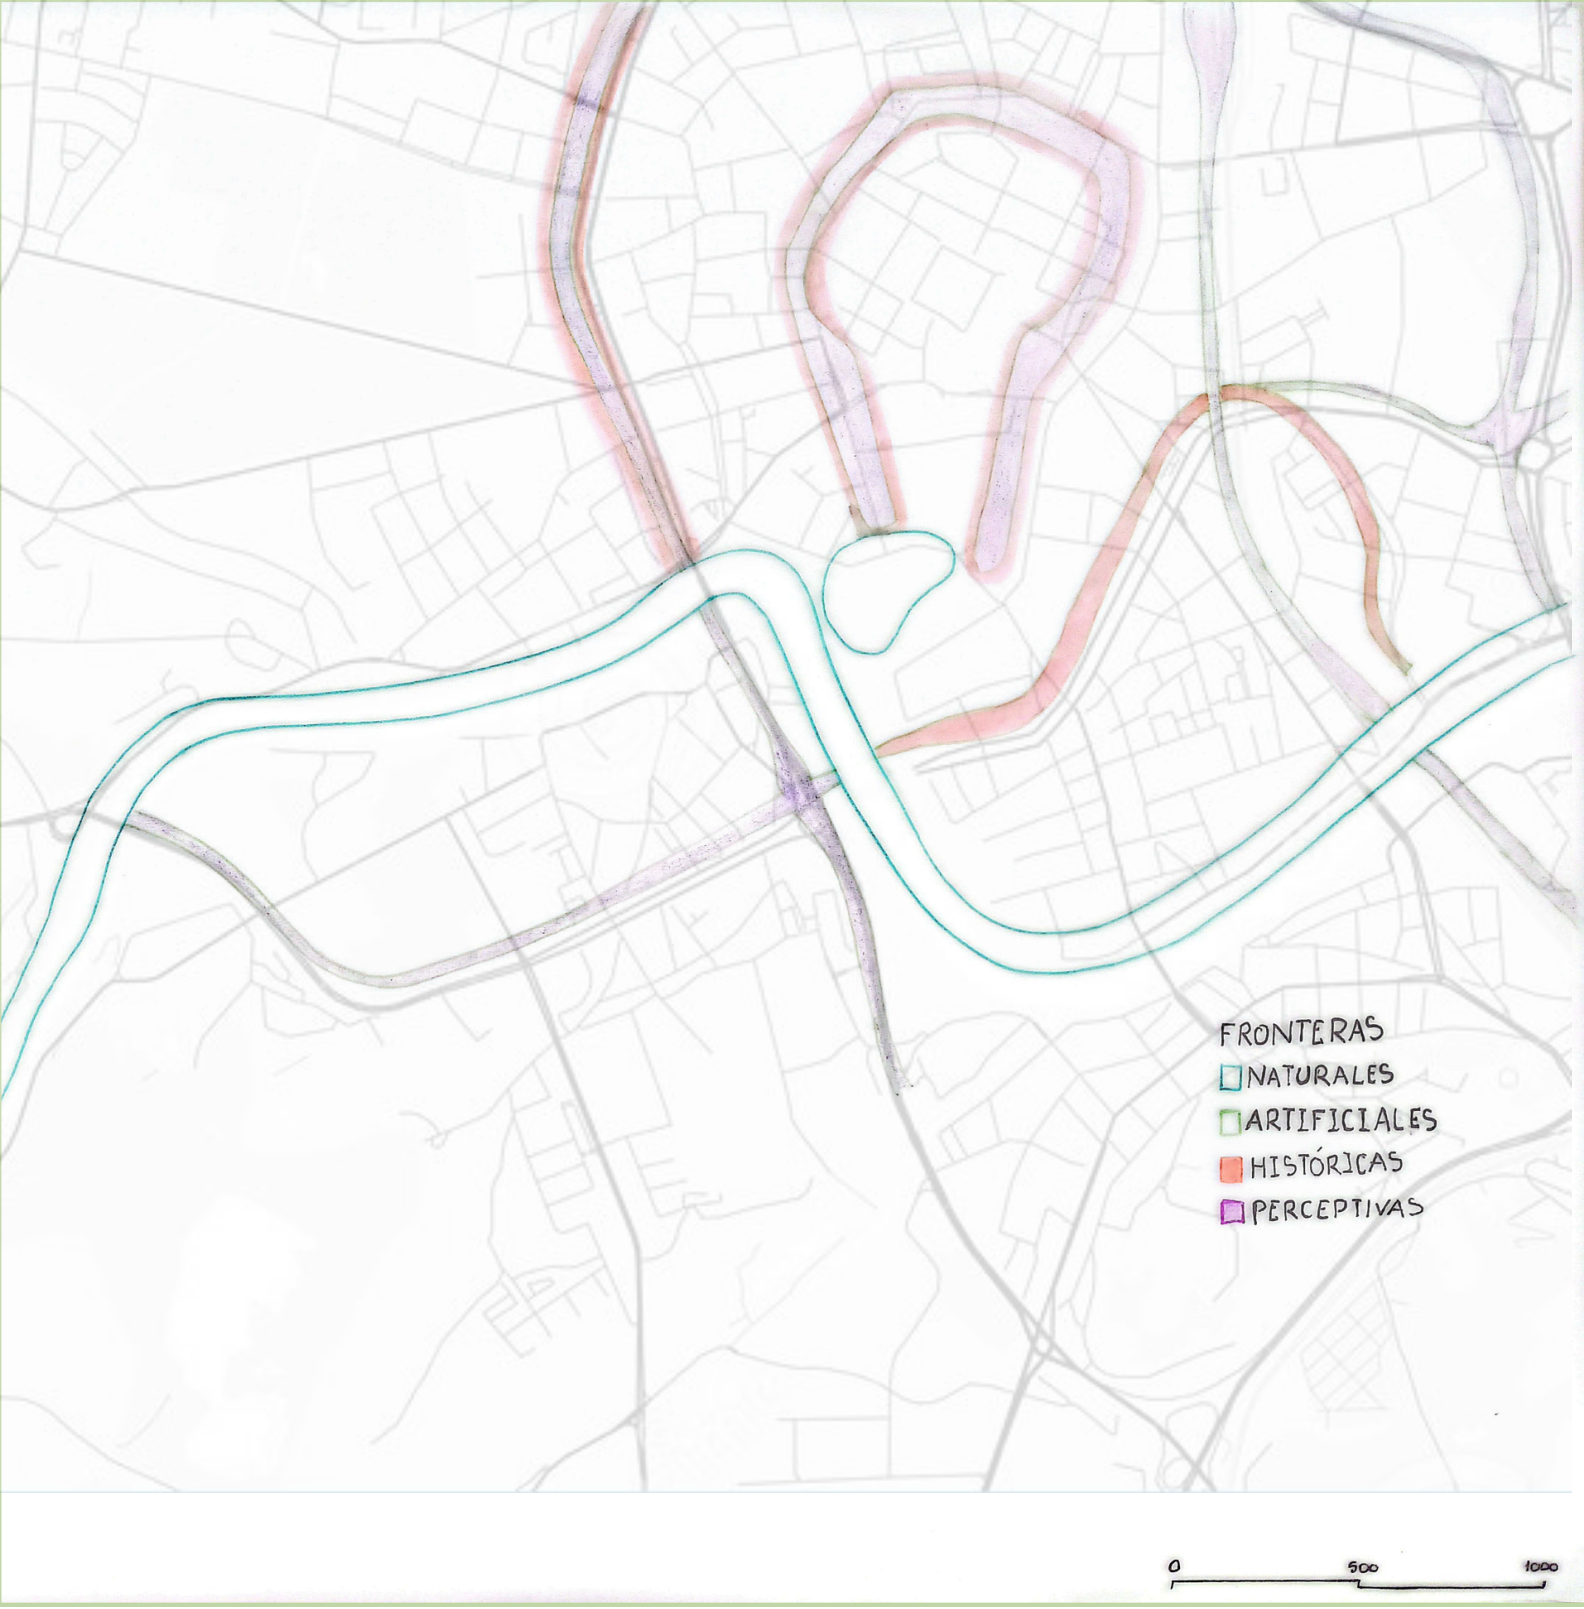 FRONTERAS
NATURALES
ARTIFICIALES
HISTÓRICAS
PERCEPTIVAS
0 500 1000